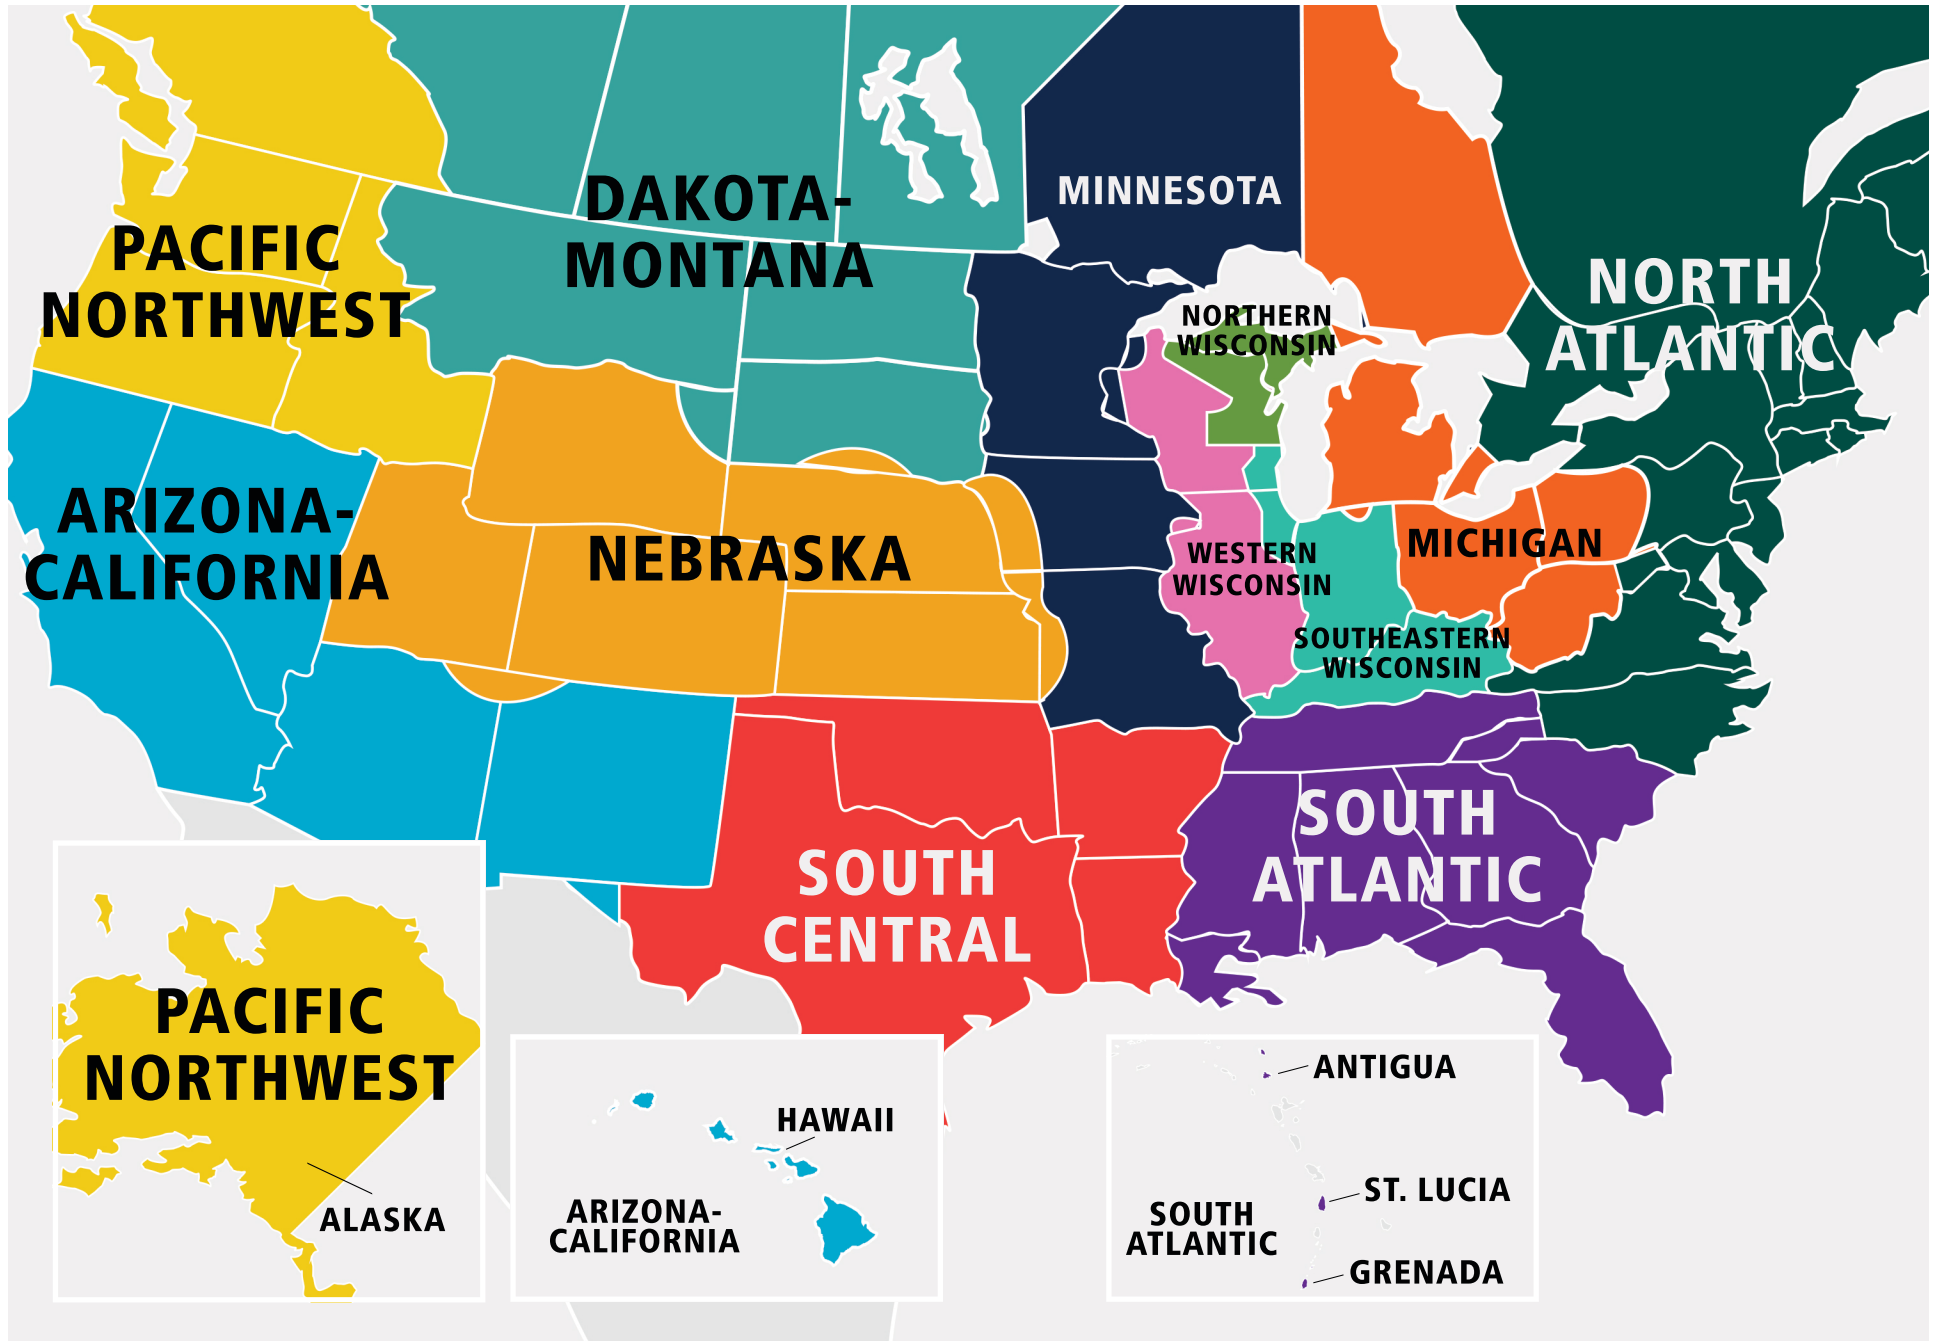 DAKOTA-
MONTANA
MINNESOTA
PACIFIC
NORTHWEST
NORTH
ATLANTIC
NORTHERN
WISCONSIN
ARIZONA-
CALIFORNIA
NEBRASKA
WESTERN
WISCONSIN
MICHIGAN
SOUTHEASTERN
WISCONSIN
SOUTH
CENTRAL
SOUTH
ATLANTIC
PACIFIC
NORTHWEST
ALASKA
HAWAII
ARIZONA-
CALIFORNIA
ANTIGUA
ST. LUCIA
SOUTH
ATLANTIC
GRENADA